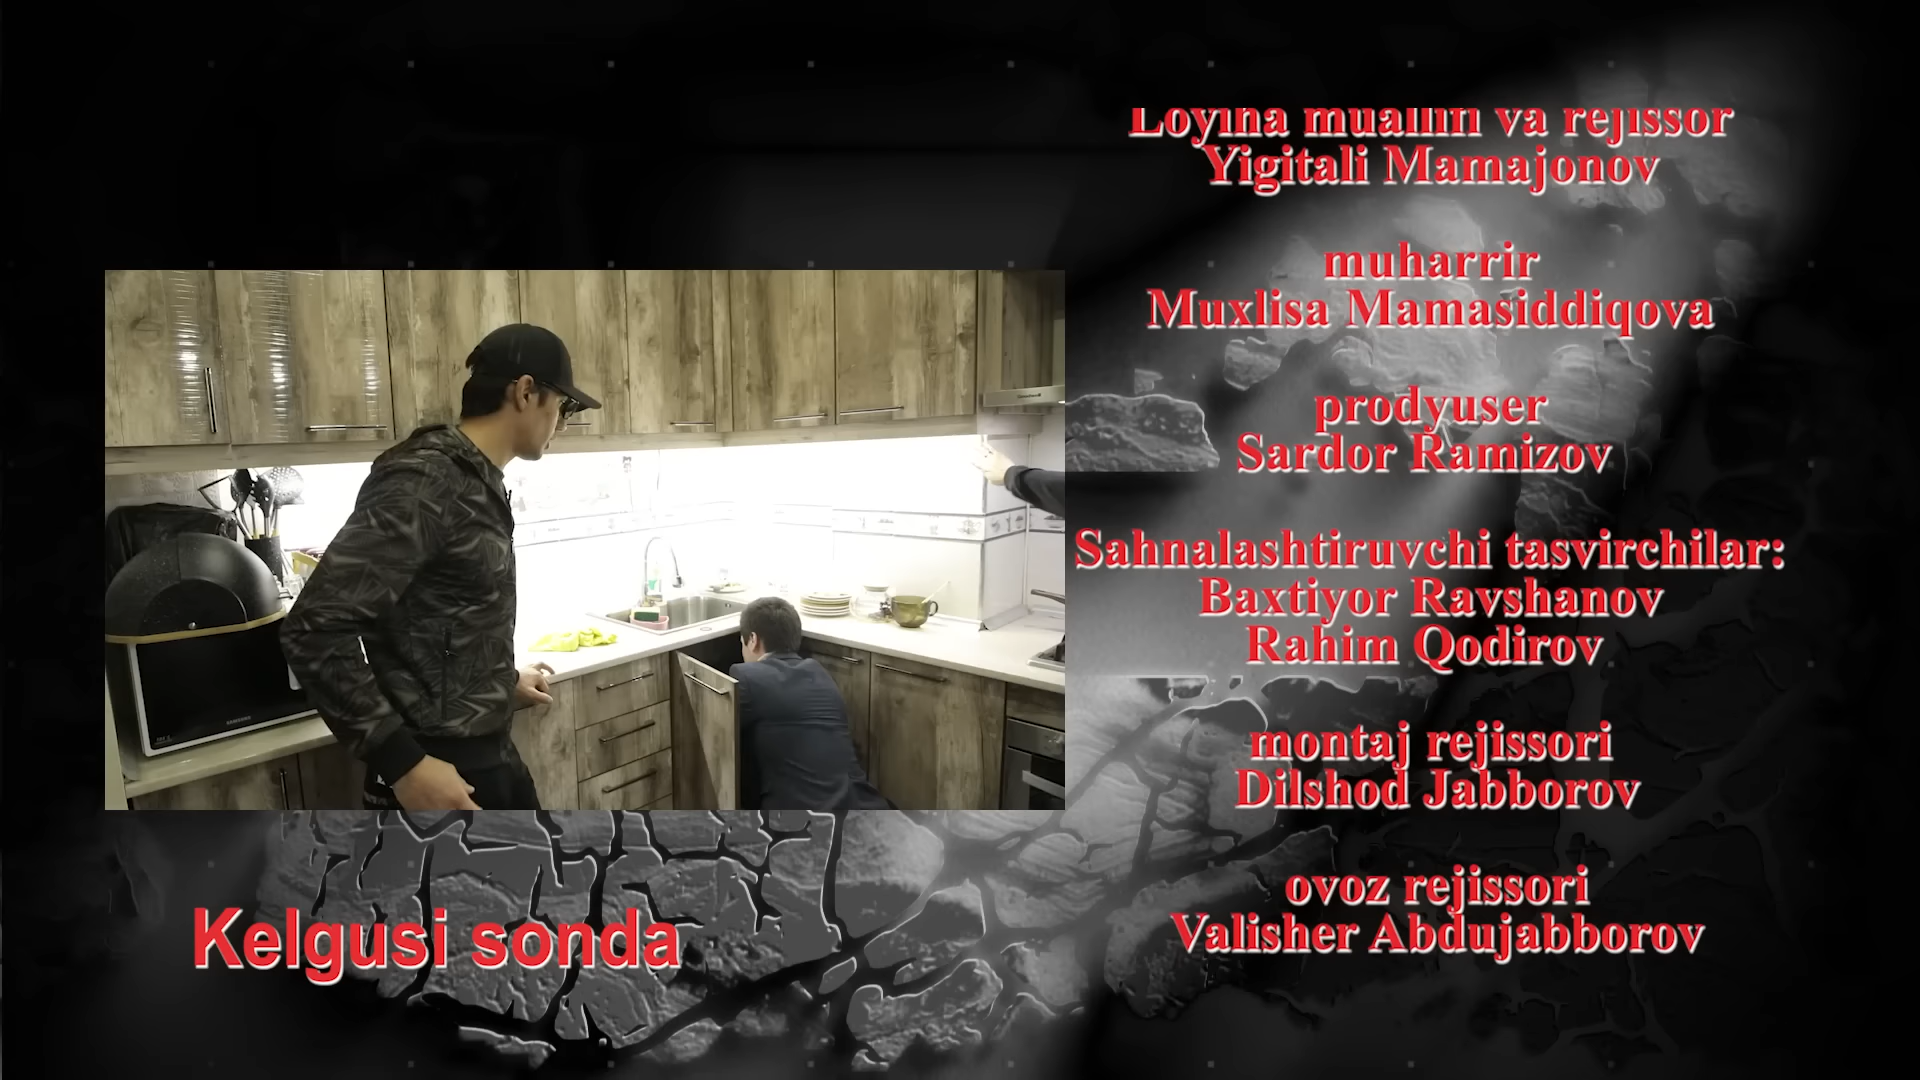 Loyiha muallifi va rejissor
Yigitali Mamajonov
muharrir
Muxlisa Mamasiddiqova
prodyuser
Sardor Ramizov
Sahnalashtiruvchi tasvirchilar:
Baxtiyor Ravshanov
Rahim Qodirov
montaj rejissori
Dilshod Jabborov
ovoz rejissori
Valisher Abdujabborov
Kelgusi sonda
SAMSUNG